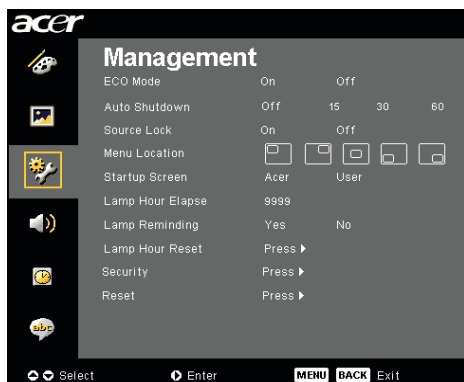 acer
Management
ECO Mode On Off
Auto Shutdown Off 15 30 60
Source Lock On Off
Menu Location
Startup Screen Acer User
Lamp Hour Elapse 9999
Lamp Reminding Yes No
Lamp Hour Reset Press
Security Press
Reset Press
abc
Select Enter MENU BACK Exit